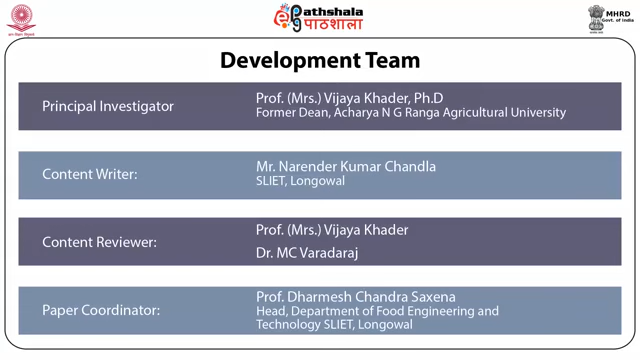 Pathshala
पाठशाला
MHRD
Govt. of India
Development Team
Principal Investigator
Prof. (Mrs.) Vijaya Khader, Ph.D
Former Dean, Acharya N G Ranga Agricultural University
Content Writer:
Mr. Narender Kumar Chandla
SLIET, Longowal
Content Reviewer:
Prof. (Mrs.) Vijaya Khader
Dr. MC Varadaraj
Paper Coordinator:
Prof. Dharmesh Chandra Saxena
Head, Department of Food Engineering and
Technology SLIET, Longowal